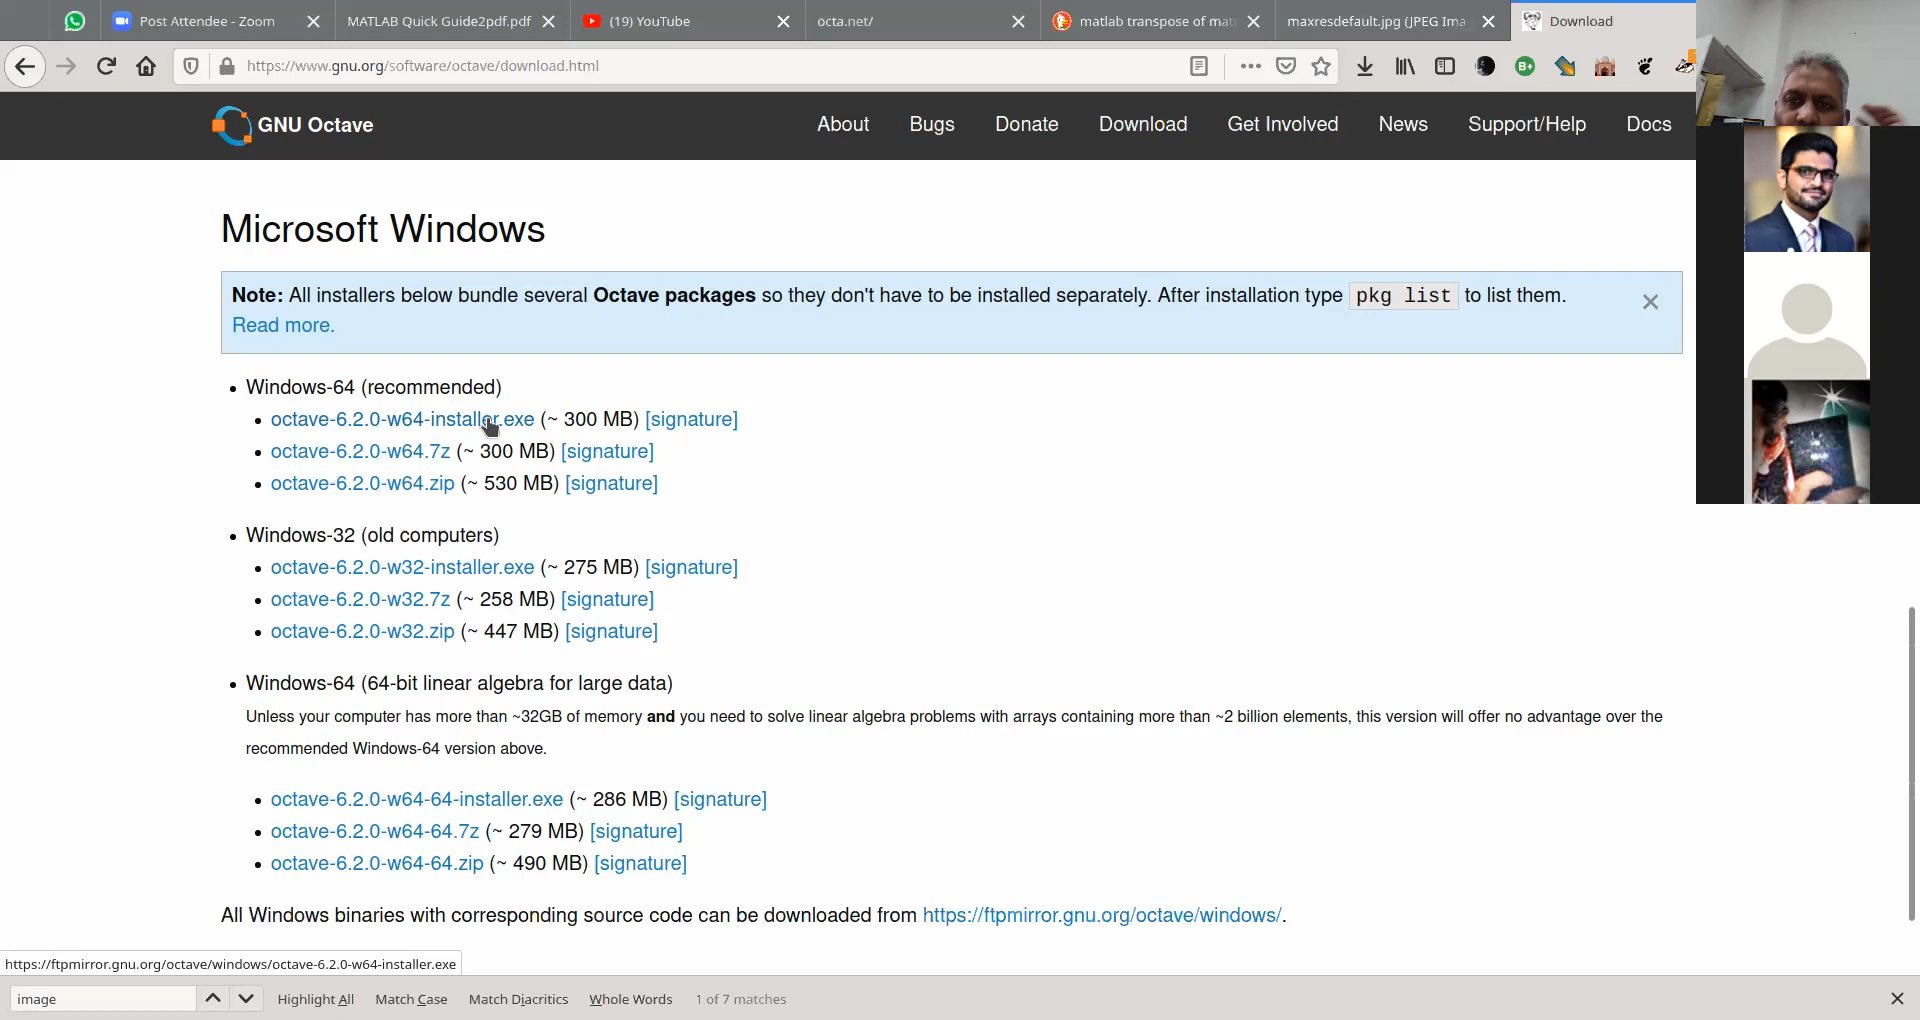 Post Attendee - Zoom
MATLAB Quick Guide2pdf.pdf
(19) YouTube
octa.net/
matlab transpose of mat
maxresdefault.jpg (JPEG Ima
Download
https://www.gnu.org/software/octave/download.html
B+
GNU Octave
About
Bugs
Donate
Download
Get Involved
News
Support/Help
Docs
Microsoft Windows
Note: All installers below bundle several Octave packages so they don't have to be installed separately. After installation type pkg list to list them.
Read more.
Windows-64 (recommended)
octave-6.2.0-w64-installer.exe (~ 300 MB) [signature]
octave-6.2.0-w64.7z (~ 300 MB) [signature]
octave-6.2.0-w64.zip (~ 530 MB) [signature]
Windows-32 (old computers)
octave-6.2.0-w32-installer.exe (~ 275 MB) [signature]
octave-6.2.0-w32.7z (~ 258 MB) [signature]
octave-6.2.0-w32.zip (~ 447 MB) [signature]
Windows-64 (64-bit linear algebra for large data)
Unless your computer has more than ~32GB of memory and you need to solve linear algebra problems with arrays containing more than ~2 billion elements, this version will offer no advantage over the
recommended Windows-64 version above.
octave-6.2.0-w64-64-installer.exe (~ 286 MB) [signature]
octave-6.2.0-w64-64.7z (~ 279 MB) [signature]
octave-6.2.0-w64-64.zip (~ 490 MB) [signature]
All Windows binaries with corresponding source code can be downloaded from https://ftpmirror.gnu.org/octave/windows/.
https://ftpmirror.gnu.org/octave/windows/octave-6.2.0-w64-installer.exe
image
Highlight All
Match Case
Match Diacritics
Whole Words
1 of 7 matches